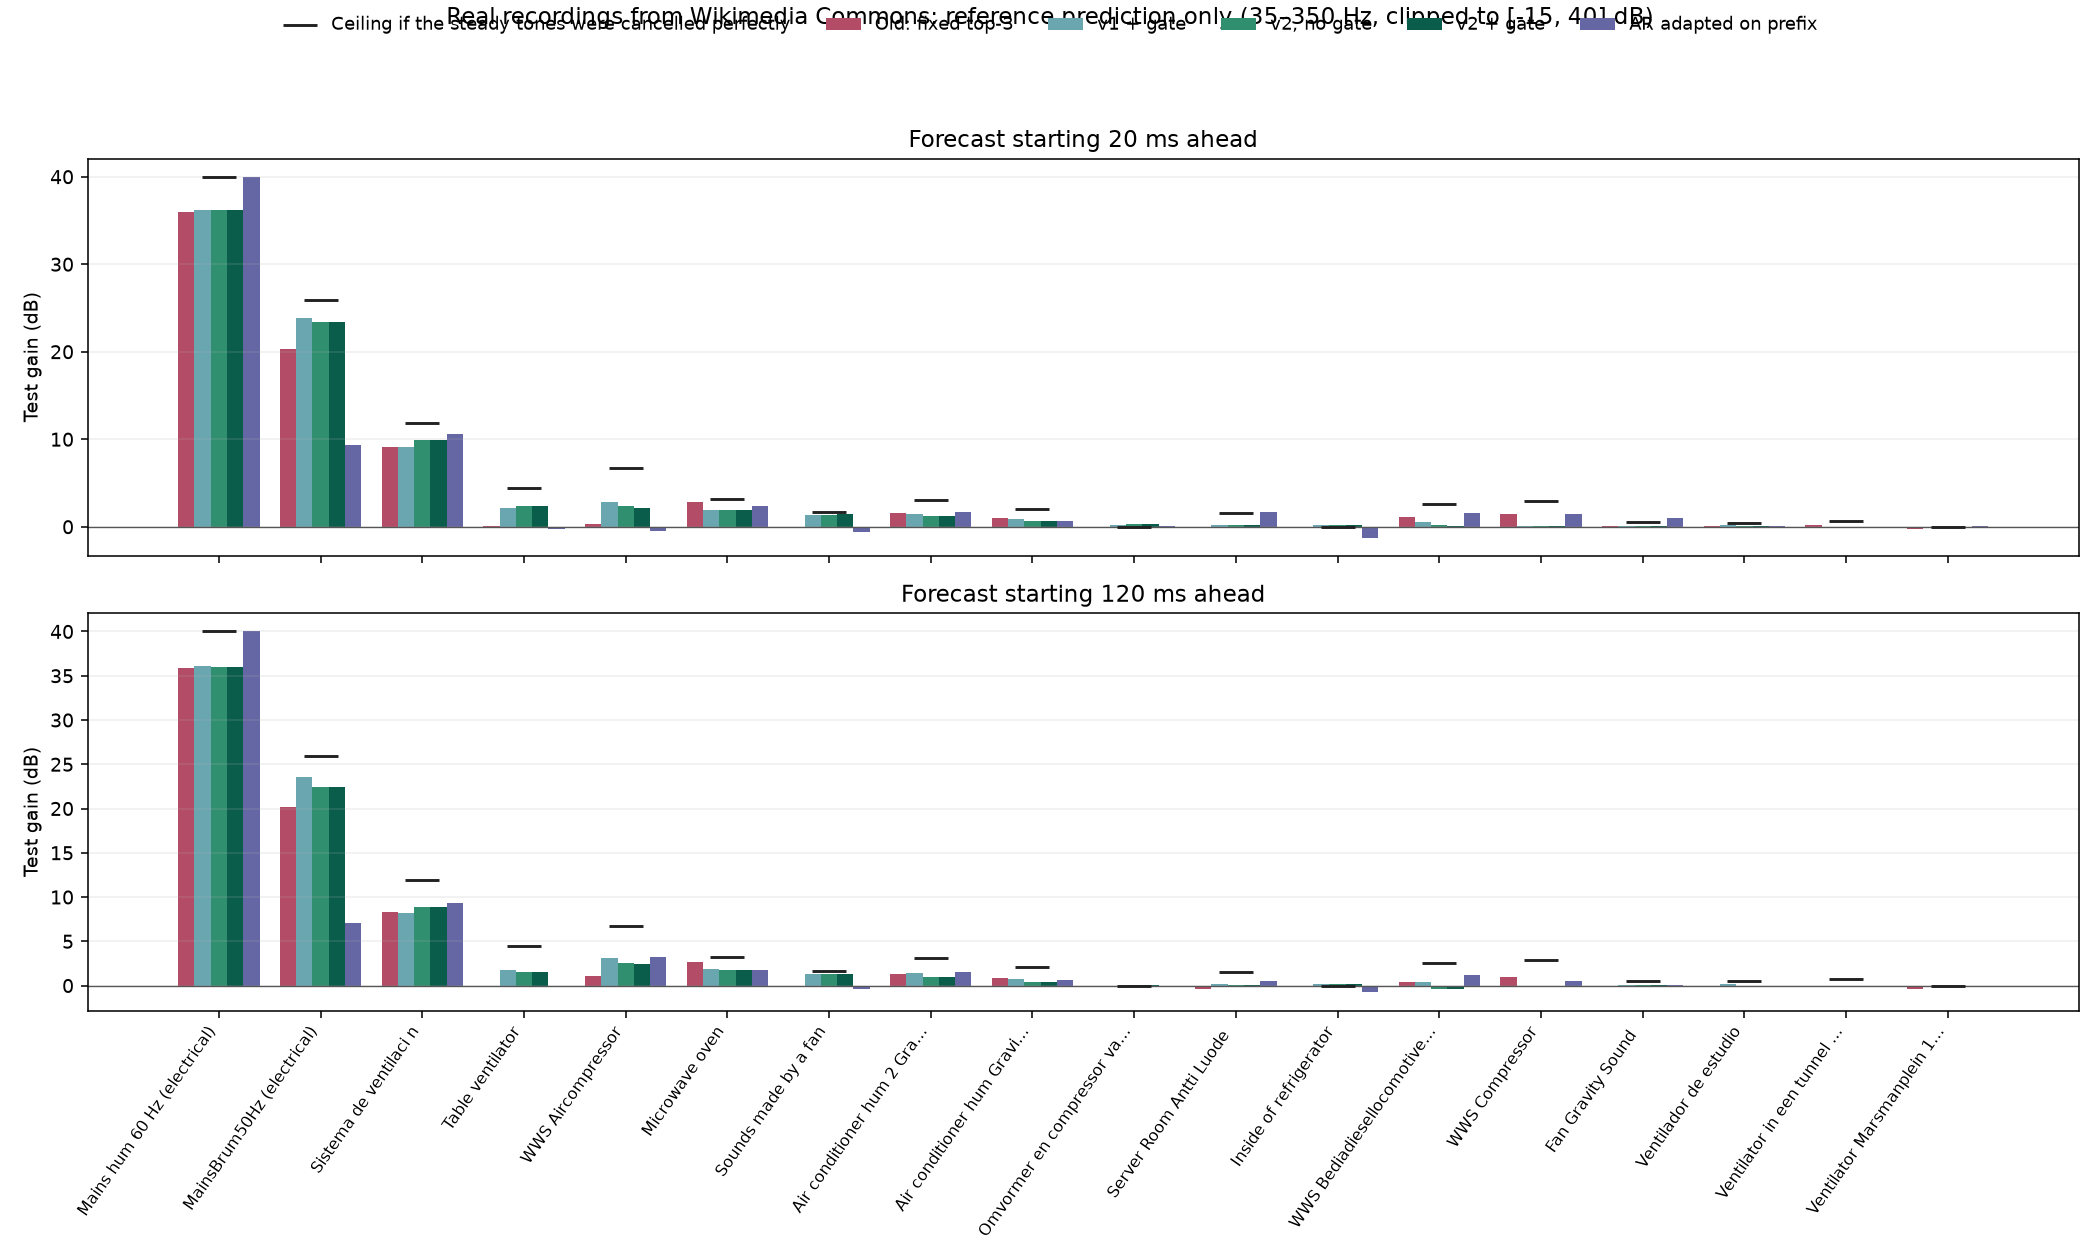 Real recordings from Wikimedia Commons: reference prediction only (35–350 Hz, clipped to [-15, 40] dB)
Ceiling if the steady tones were cancelled perfectly
Old: fixed top-3
v1 + gate
v2, no gate
v2 + gate
AR adapted on prefix
Forecast starting 20 ms ahead
Test gain (dB)
40
30
20
10
0
Forecast starting 120 ms ahead
Test gain (dB)
40
35
30
25
20
15
10
5
0
Mains hum 60 Hz (electrical)
MainsBrum50Hz (electrical)
Sistema de ventilaci n
Table ventilator
WWS Aircompressor
Microwave oven
Sounds made by a fan
Air conditioner hum 2 Gra...
Air conditioner hum Gravi...
Omvormer en compressor va...
Server Room Antti Luode
Inside of refrigerator
WWS Bediadiesellocomotive...
WWS Compressor
Fan Gravity Sound
Ventilador de estudio
Ventilator in een tunnel ...
Ventilator Marsmanplein 1...